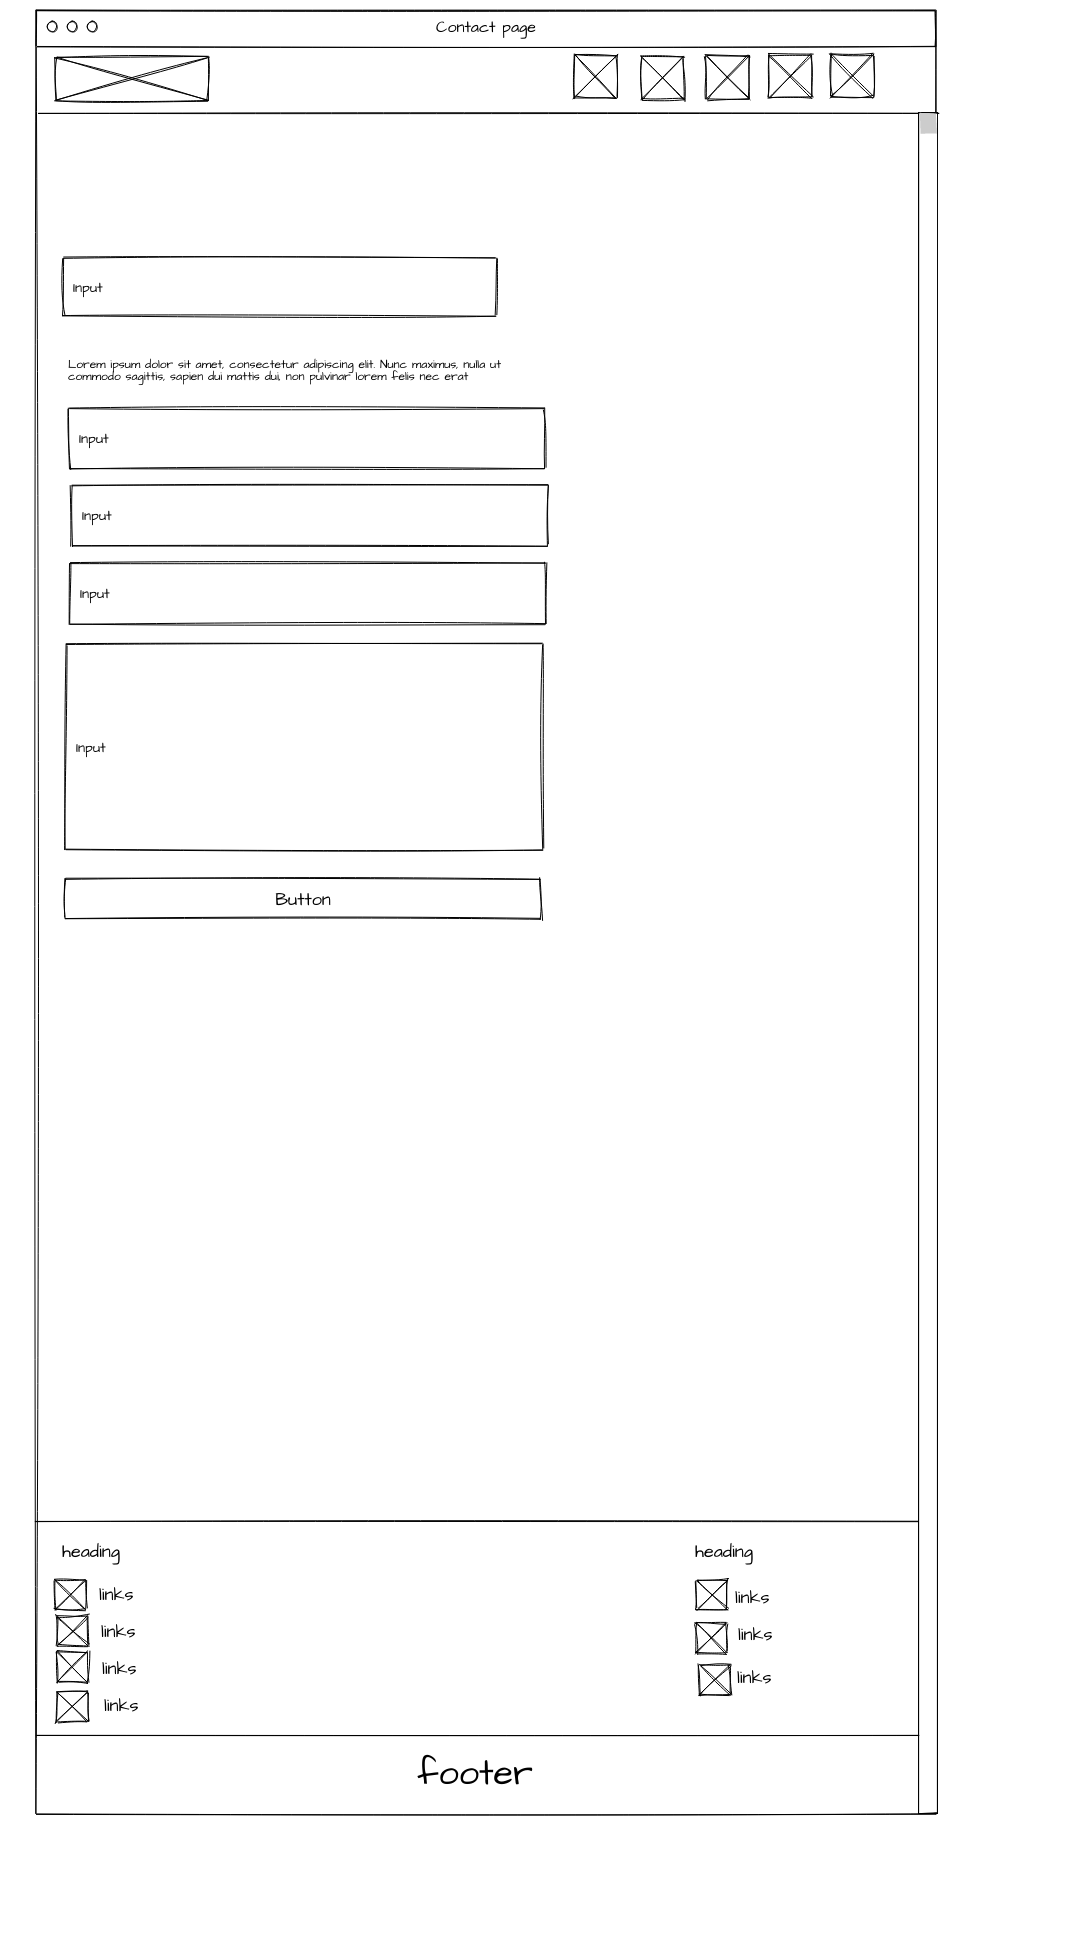 Contact page
Input
Lorem ipsum dolor sit amet, consectetur adipiscing elit. Nunc maximus, nulla ut
commodo sagittis, sapien dui mattis dui, non pulvinar lorem felis nec erat
Input
Input
Input
Input
Button
heading
links
links
links
links
heading
links
links
links
footer